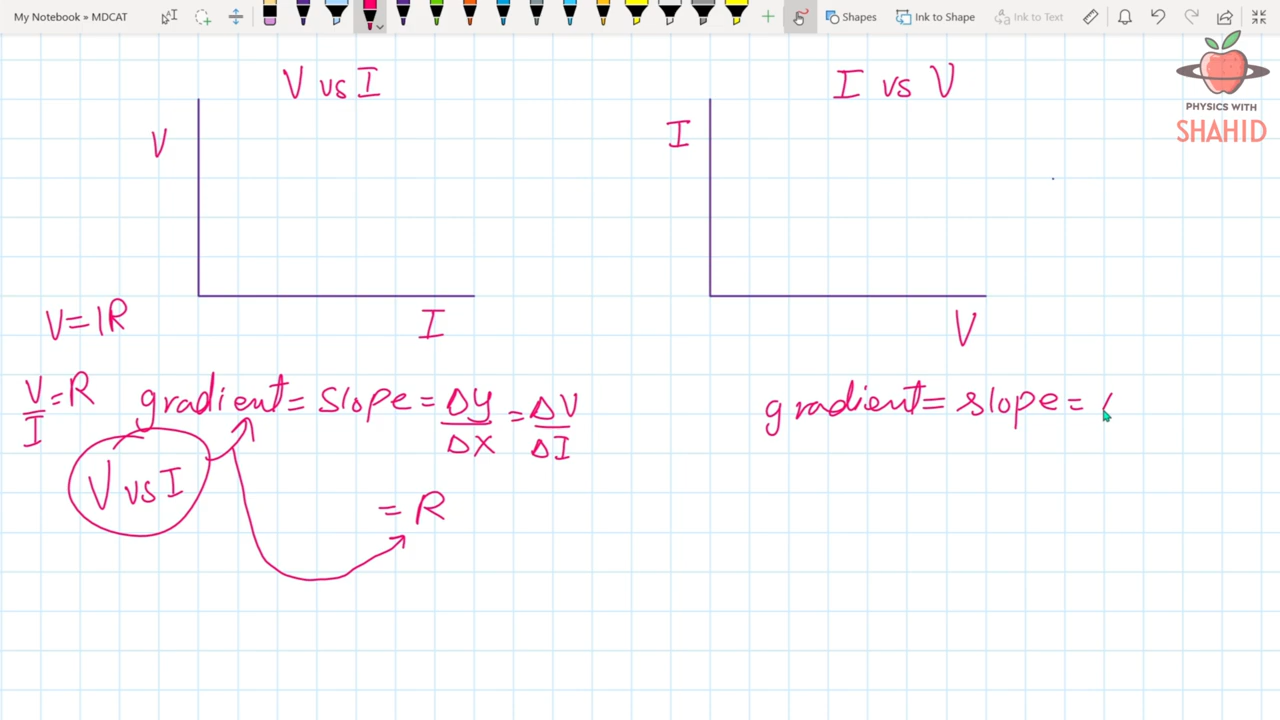 My Notebook » MDCAT
Shapes
Ink to Shape
Ink to Text
PHYSICS WITH
SHAHID
V vs I
V
I
V=IR
V/I=R
gradient= slope= ΔY/ΔX = ΔV/ΔI
V vs I
= R
I vs V
I
V
gradient= slope=